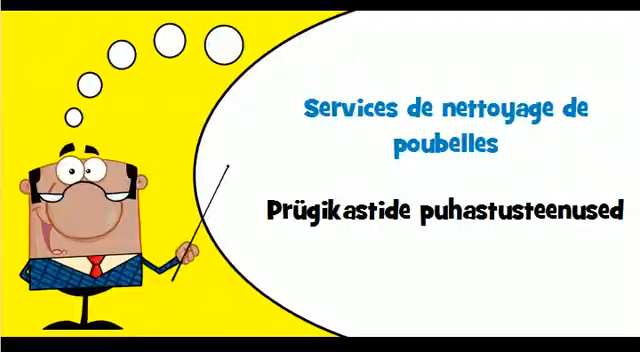 Services de nettoyage de
poubelles
Prügikastide puhastusteenused